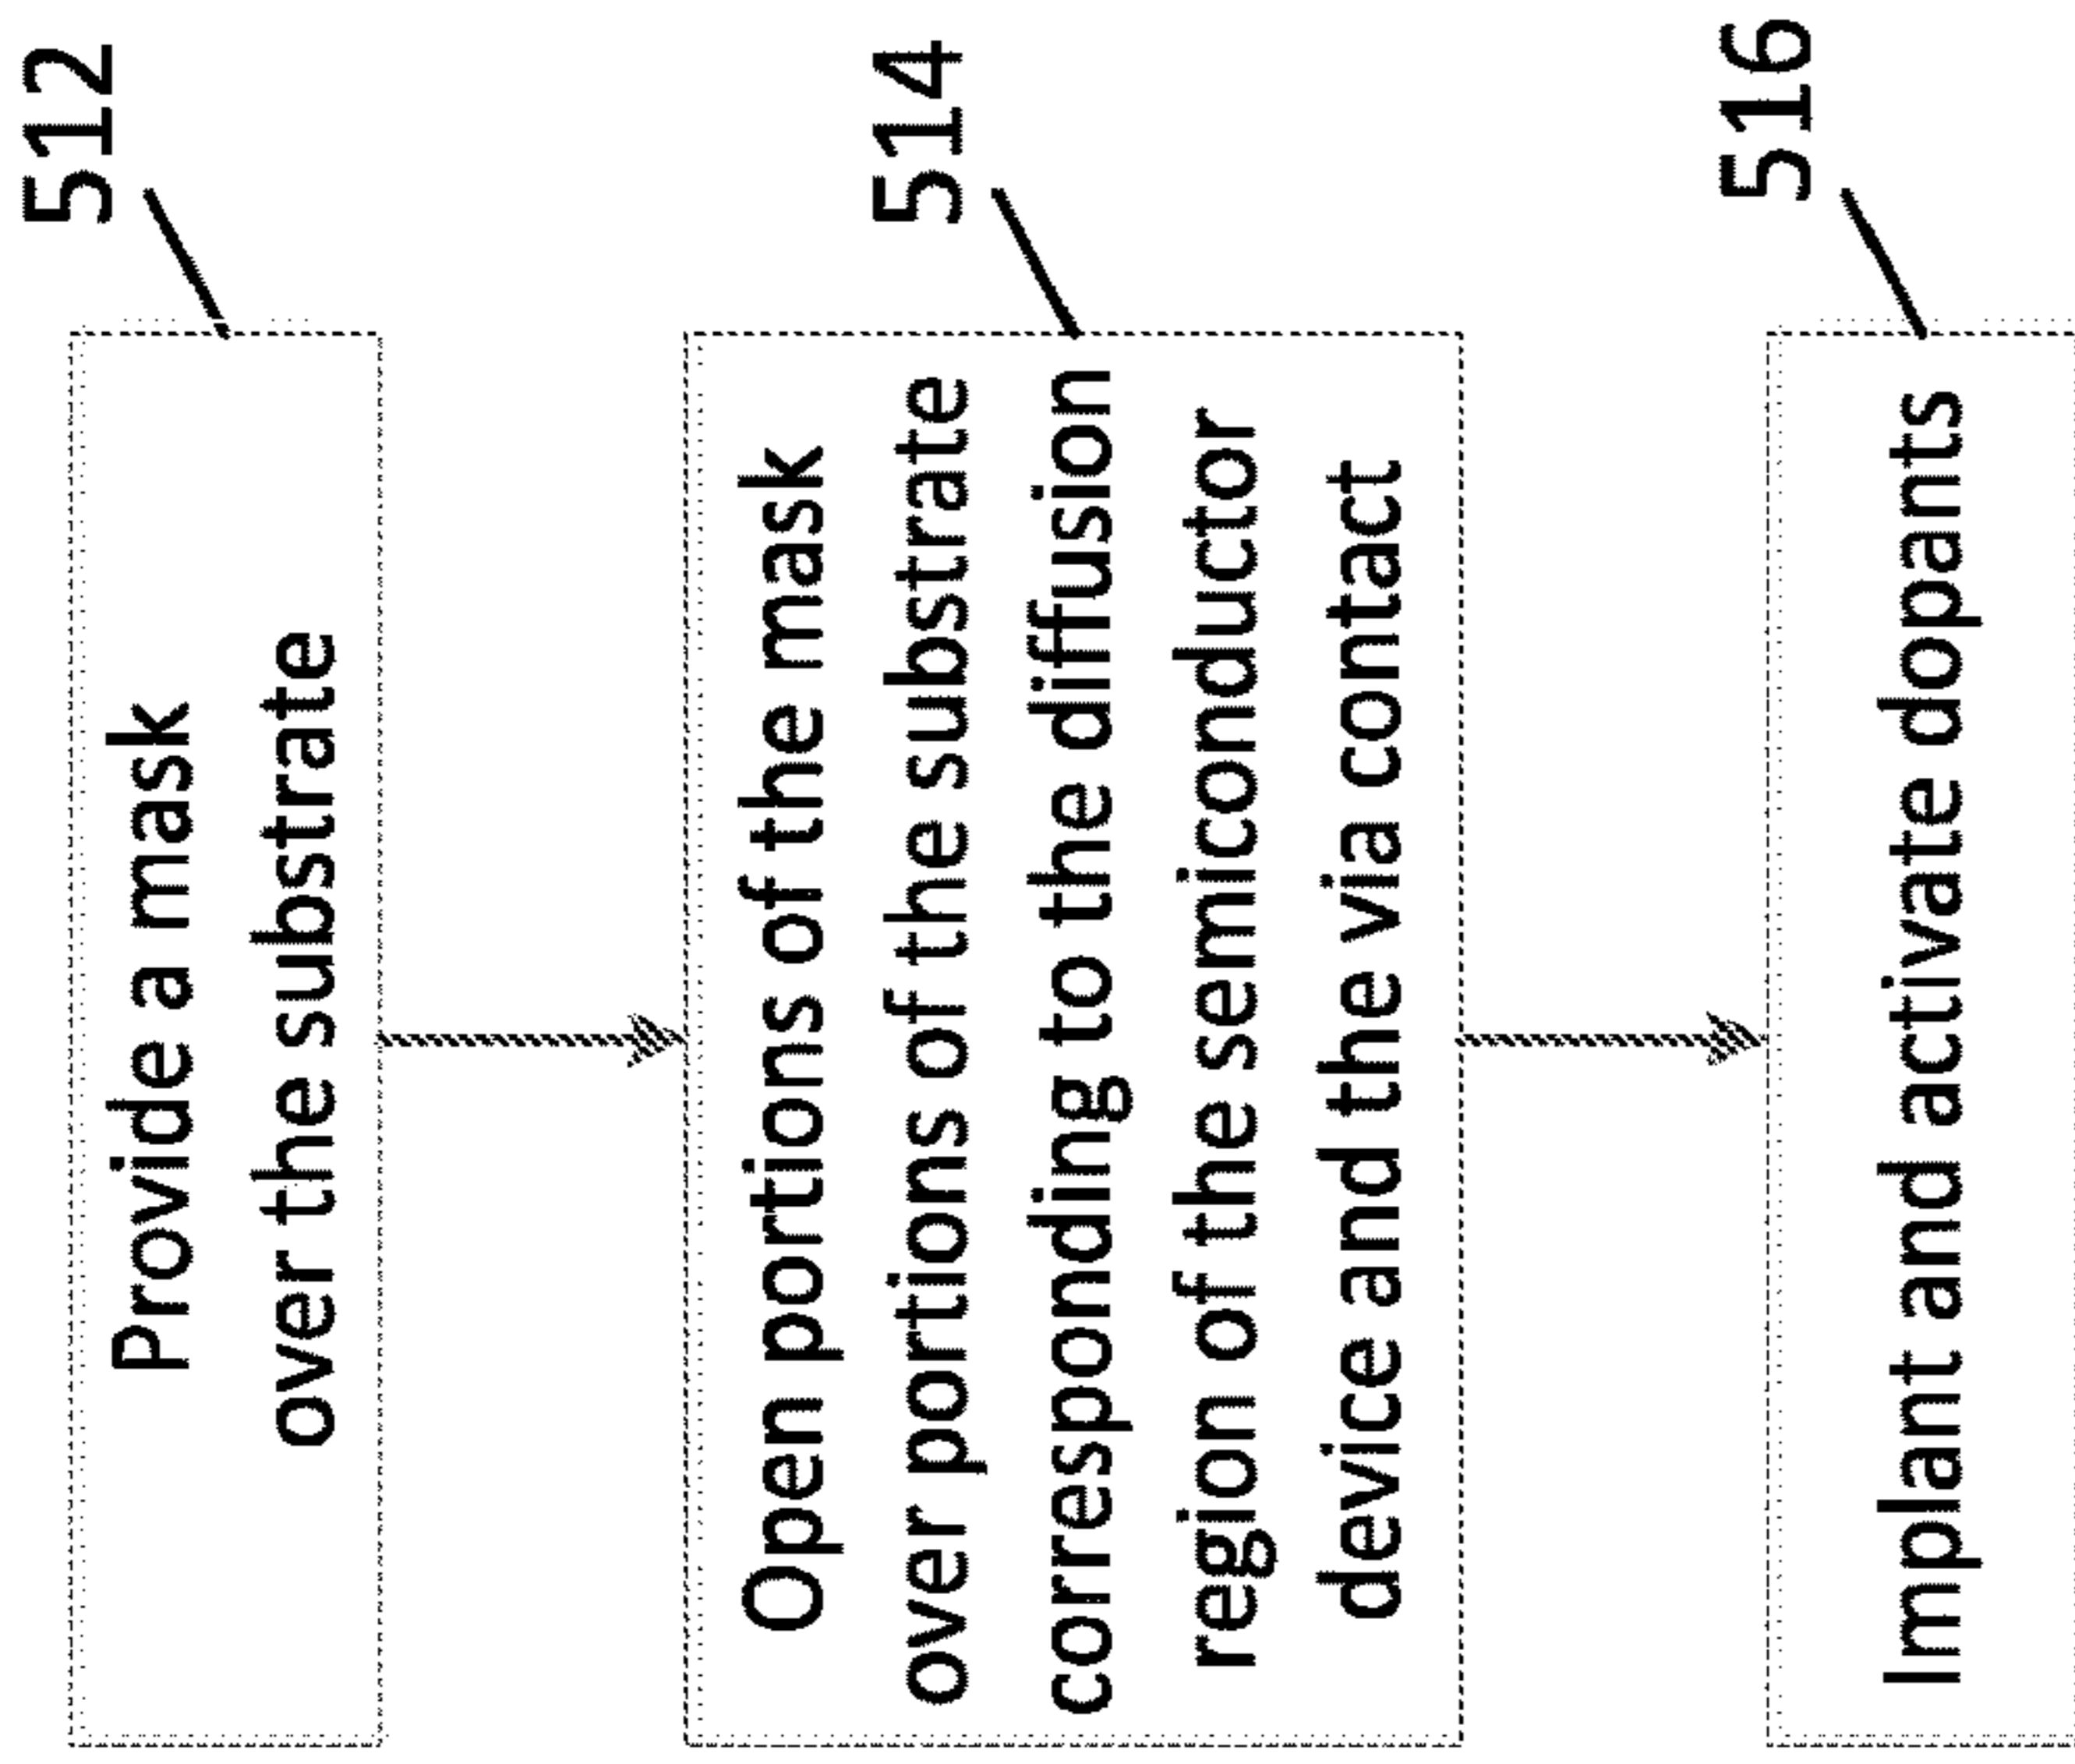 512
Provide a mask
over the substrate
514
Open portions of the mask
over portions of the substrate
corresponding to the diffusion
region of the semiconductor
device and the via contact
516
Implant and activate dopants